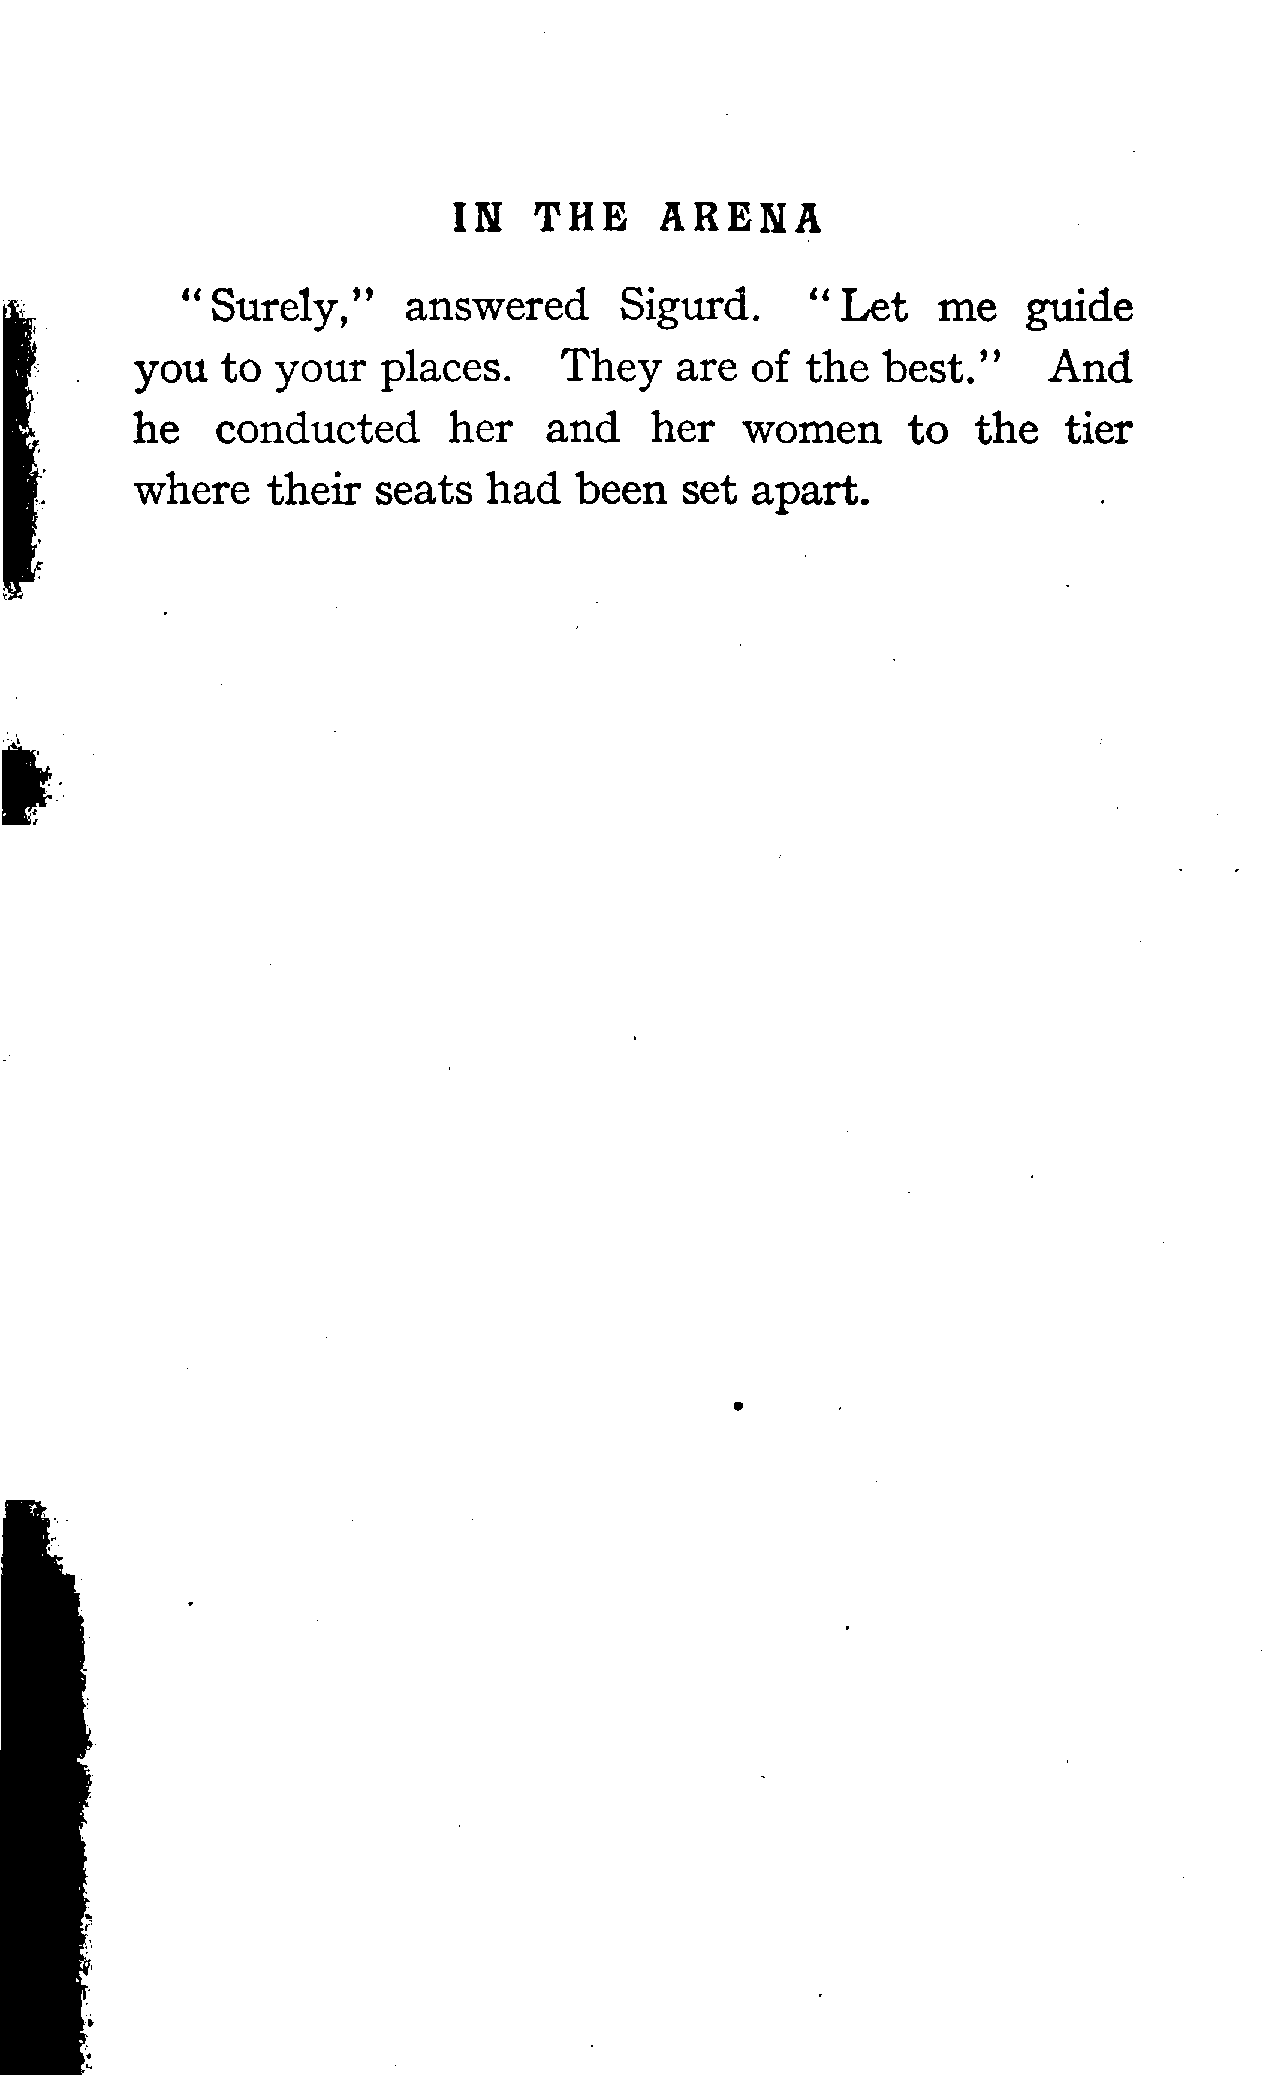 IN THE ARENA
"Surely," answered Sigurd. "Let me guide
you to your places. They are of the best." And
he conducted her and her women to the tier
where their seats had been set apart.